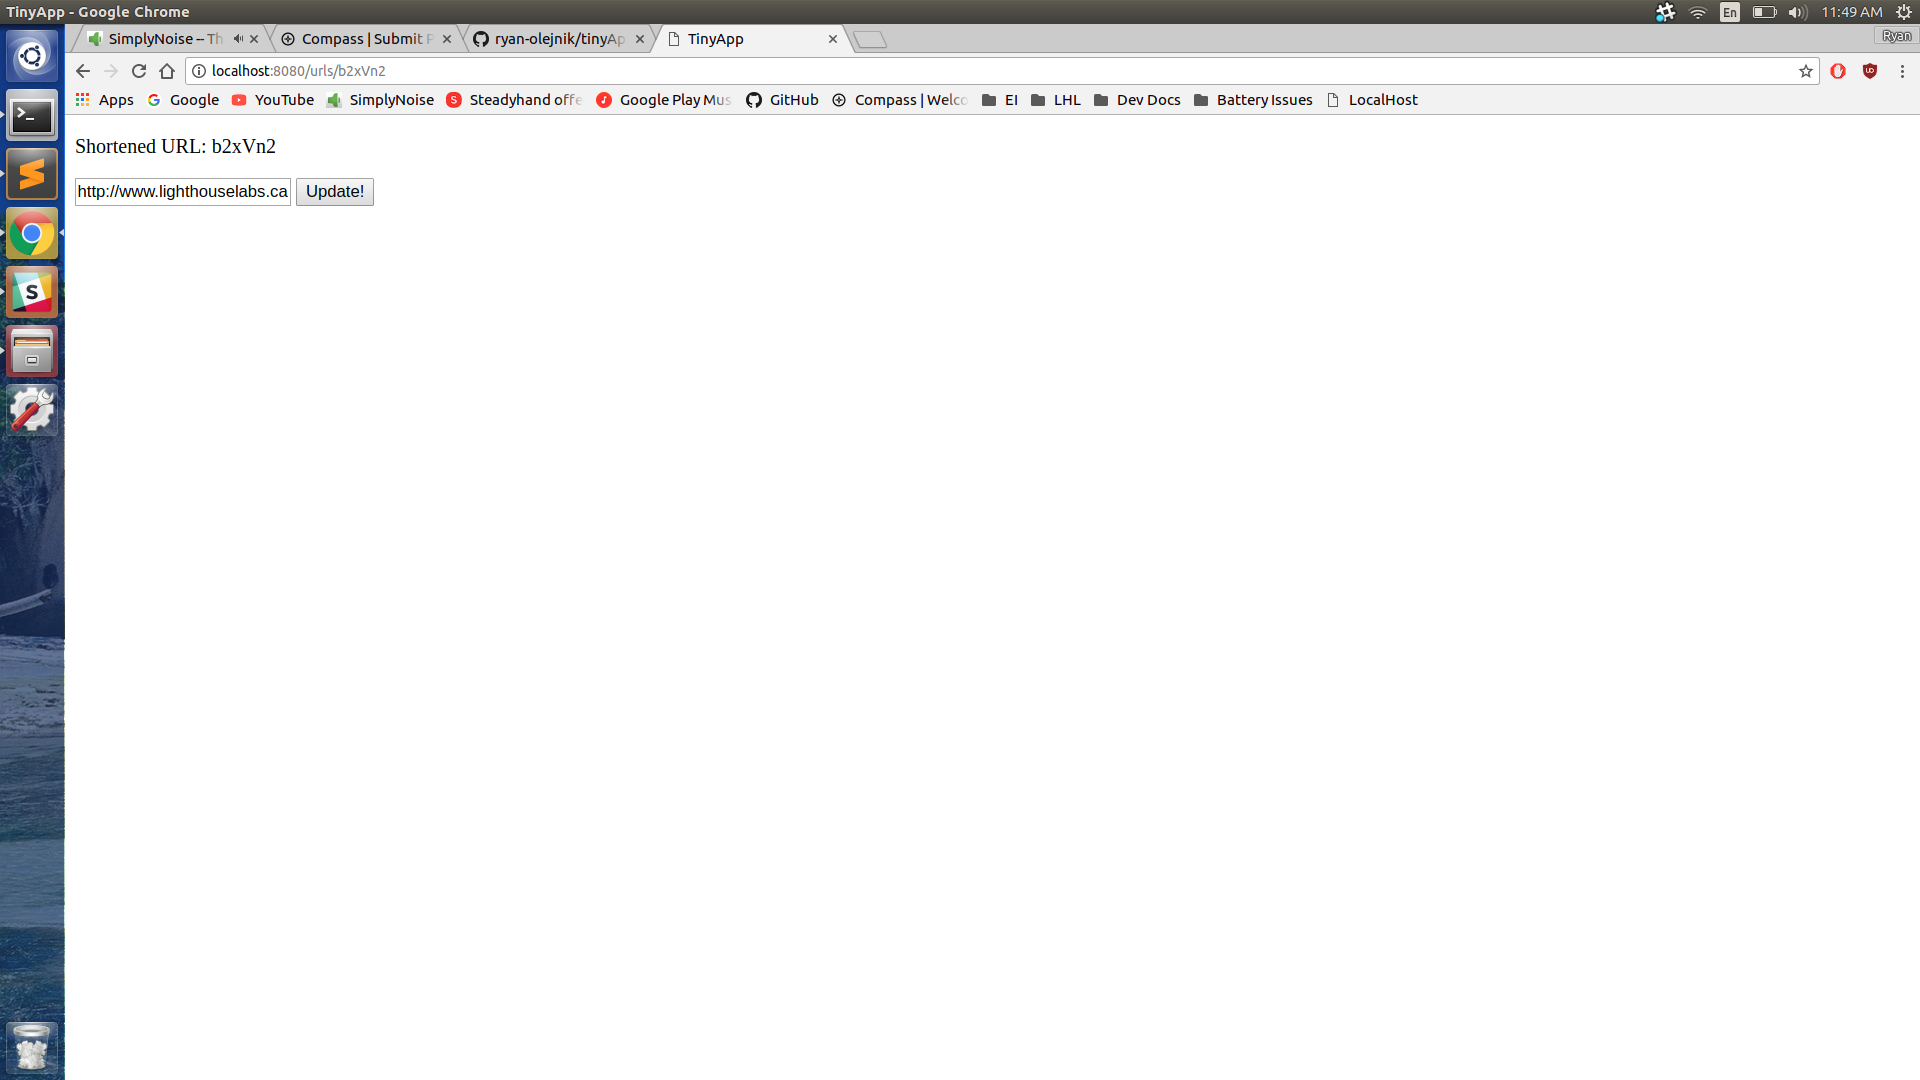 TinyApp - Google Chrome
En
11:49 AM
SimplyNoise -- Th
Compass | Submit P
ryan-olejnik/tinyAp
TinyApp
Ryan
localhost:8080/urls/b2xVn2
Apps
Google
YouTube
SimplyNoise
Steadyhand offe
Google Play Mus
GitHub
Compass | Welco
EI
LHL
Dev Docs
Battery Issues
LocalHost
Shortened URL: b2xVn2
http://www.lighthouselabs.ca
Update!